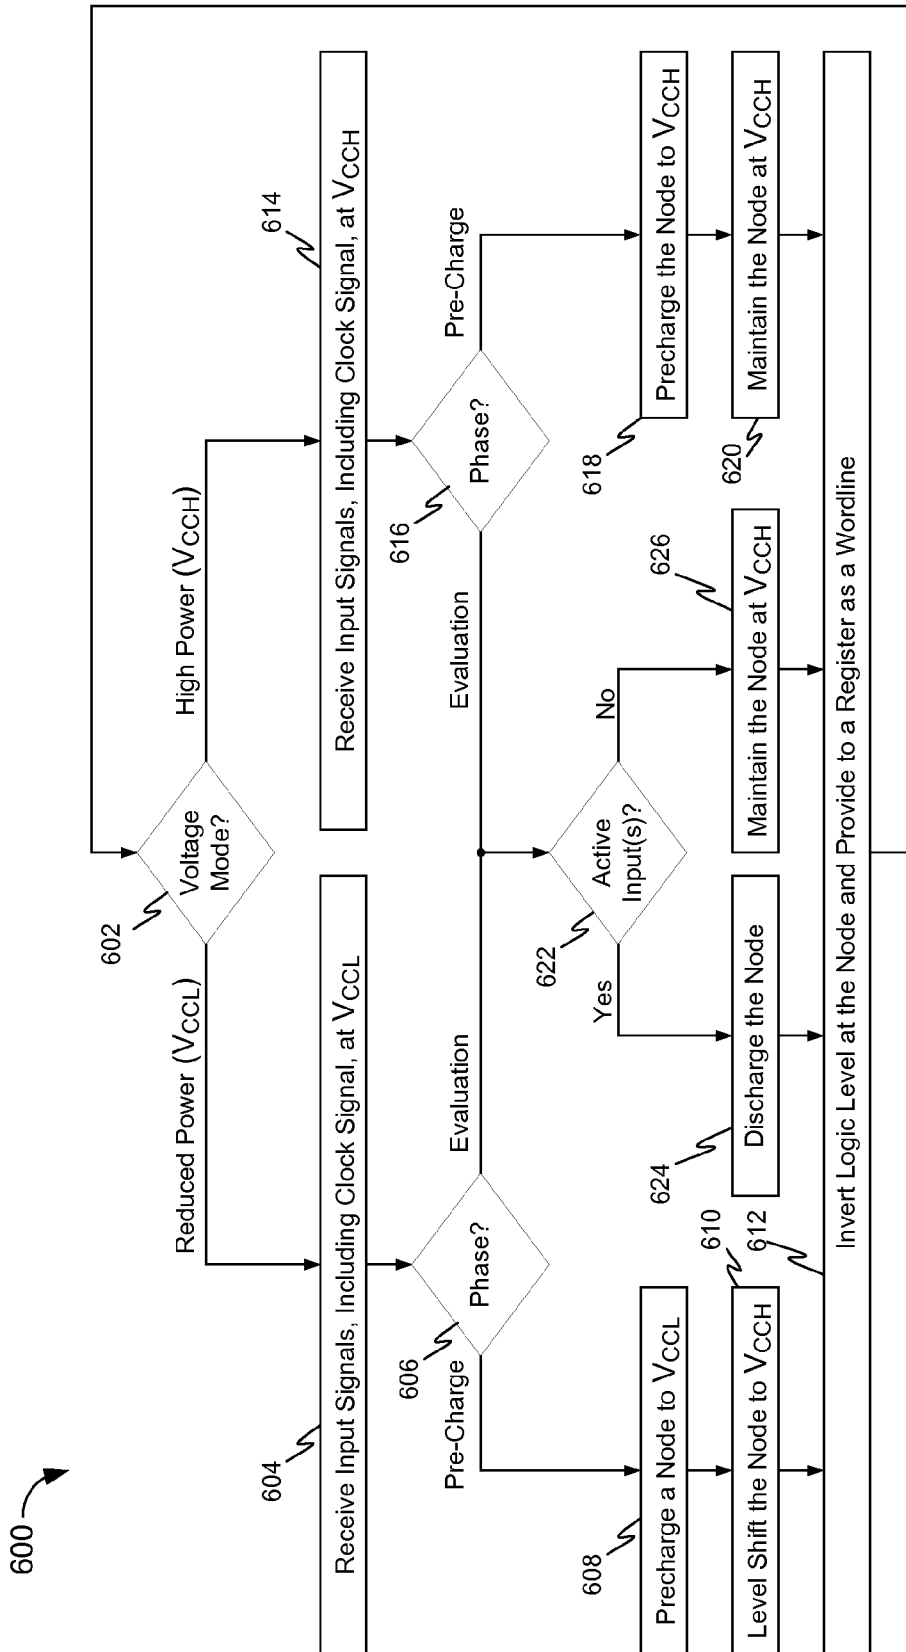 600
602
Voltage
Mode?
Reduced Power (VCCL)
High Power (VCCH)
604
Receive Input Signals, Including Clock Signal, at VCCL
614
Receive Input Signals, Including Clock Signal, at VCCH
606
Phase?
Pre-Charge
Evaluation
616
Phase?
Evaluation
Pre-Charge
622
Active
Input(s)?
Yes
No
608
Precharge a Node to VCCL
618
Precharge the Node to VCCH
610
Level Shift the Node to VCCH
624
Discharge the Node
626
Maintain the Node at VCCH
620
Maintain the Node at VCCH
612
Invert Logic Level at the Node and Provide to a Register as a Wordline